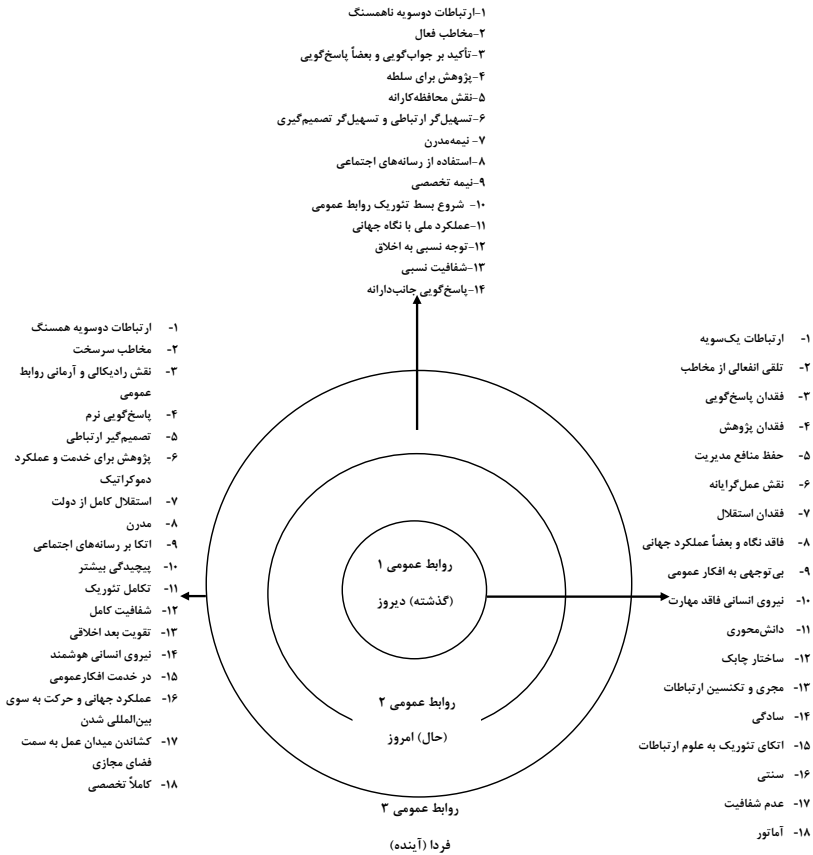 ۱-ارتباطات دوسویه ناهمسنگ
۲-مخاطب فعال
۳-تأکید بر جواب‌گویی و بعضاً پاسخ‌گویی
۴-پژوهش برای سلطه
۵-نقش محافظه‌کارانه
۶-تسهیل‌گر ارتباطی و تسهیل‌گر تصمیم‌گیری
۷- نیمه‌مدرن
۸-استفاده از رسانه‌های اجتماعی
۹-نیمه تخصصی
۱۰- شروع بسط تئوریک روابط عمومی
۱۱-عملکرد ملی با نگاه جهانی
۱۲-توجه نسبی به اخلاق
۱۳-شفافیت نسبی
۱۴-پاسخ‌گویی جانب‌دارانه
۱- ارتباطات یک‌سویه
۲- تلقی انفعالی از مخاطب
۳- فقدان پاسخ‌گویی
۴- فقدان پژوهش
۵- حفظ منافع مدیریت
۶- نقش عمل‌گرایانه
۷- فقدان استقلال
۸- فاقد نگاه و بعضاً عملکرد جهانی
۹- بی‌توجهی به افکار عمومی
۱۰- نیروی انسانی فاقد مهارت
۱۱- دانش‌محوری
۱۲- ساختار چابک
۱۳- مجری و تکنسین ارتباطات
۱۴- سادگی
۱۵- اتکای تئوریک به علوم ارتباطات
۱۶- سنتی
۱۷- عدم شفافیت
۱۸- آماتور
روابط عمومی ۱
(گذشته) دیروز
روابط عمومی ۲
(حال) امروز
روابط عمومی ۳
فردا (آینده)
۱- ارتباطات دوسویه همسنگ
۲- مخاطب سرسخت
۳- نقش رادیکالی و آرمانی روابط
عمومی
۴- پاسخ‌گویی نرم
۵- تصمیم‌گیر ارتباطی
۶- پژوهش برای خدمت و عملکرد
دموکراتیک
۷- استقلال کامل از دولت
۸- مدرن
۹- اتکا بر رسانه‌های اجتماعی
۱۰- پیچیدگی بیشتر
۱۱- تکامل تئوریک
۱۲- شفافیت کامل
۱۳- تقویت بعد اخلاقی
۱۴- نیروی انسانی هوشمند
۱۵- در خدمت افکارعمومی
۱۶- عملکرد جهانی و حرکت به سوی
بین‌المللی شدن
۱۷- کشاندن میدان عمل به سمت
فضای مجازی
۱۸- کاملاً تخصصی